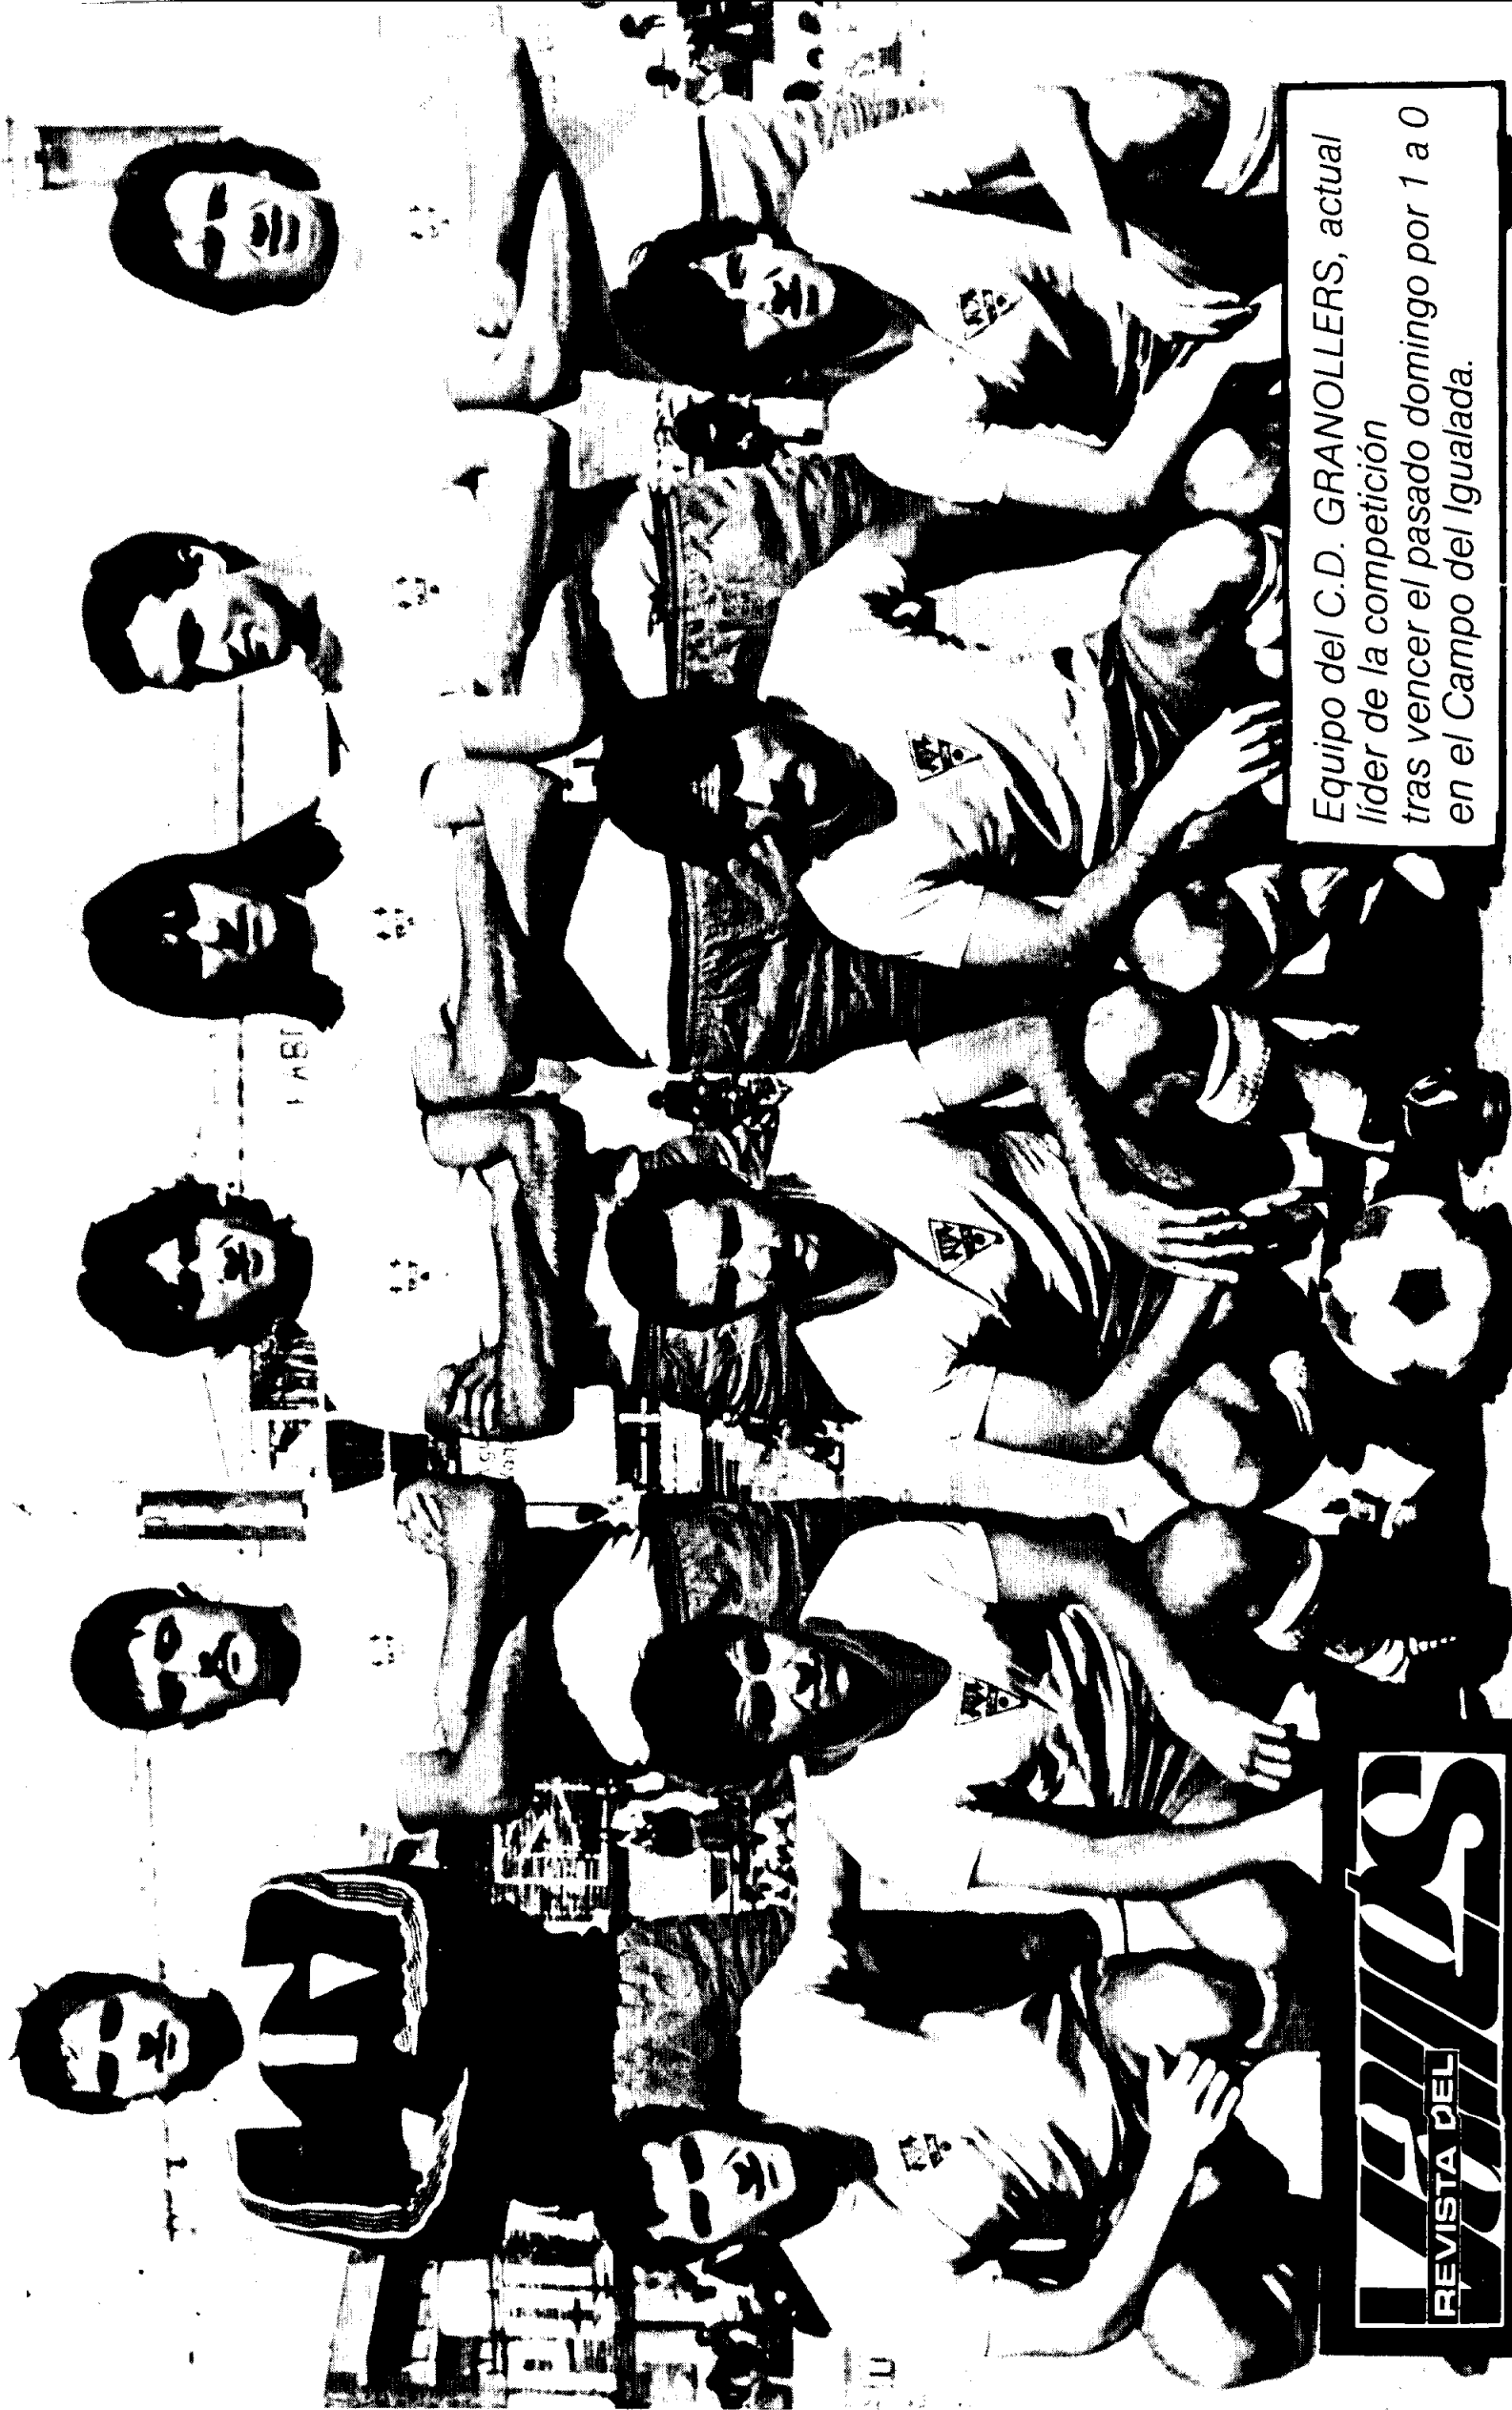 Equipo del C.D. GRANOLLERS, actual
líder de la competición
tras vencer el pasado domingo por 1 a 0
en el Campo del Igualada.
REVISTA DEL
VALLES